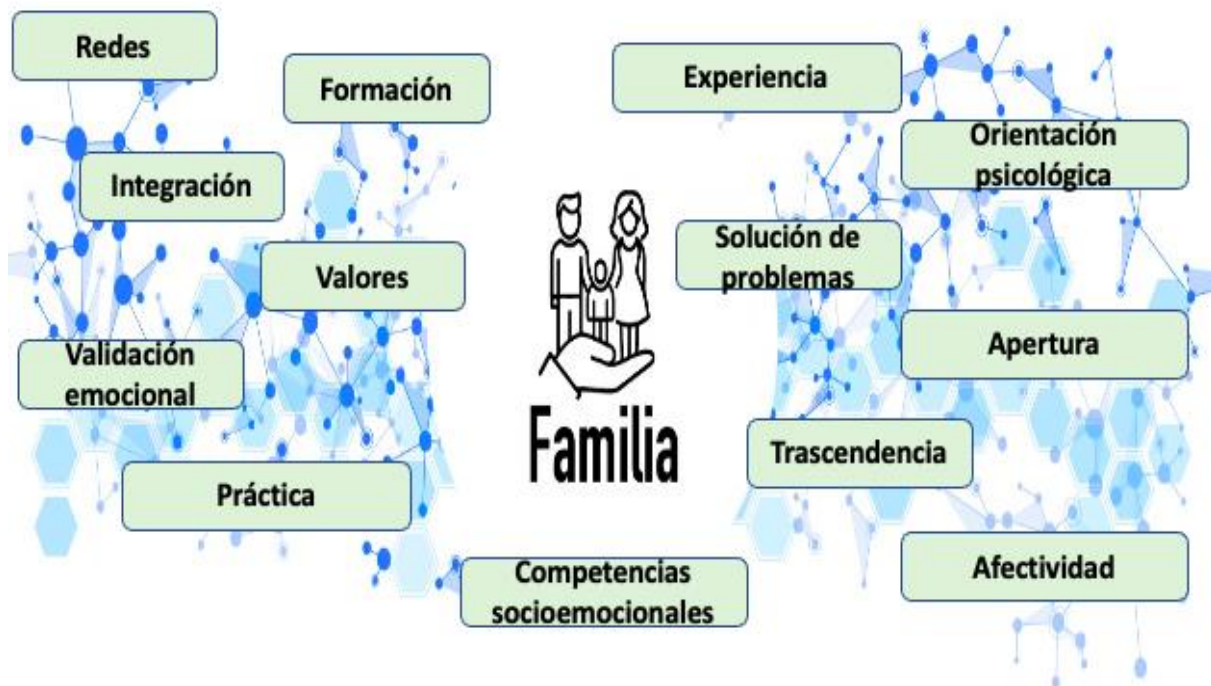 Redes
Formación
Experiencia
Orientación
psicológica
Integración
Solución de
problemas
Valores
Apertura
Validación
emocional
Familia
Trascendencia
Práctica
Competencias
socioemocionales
Afectividad